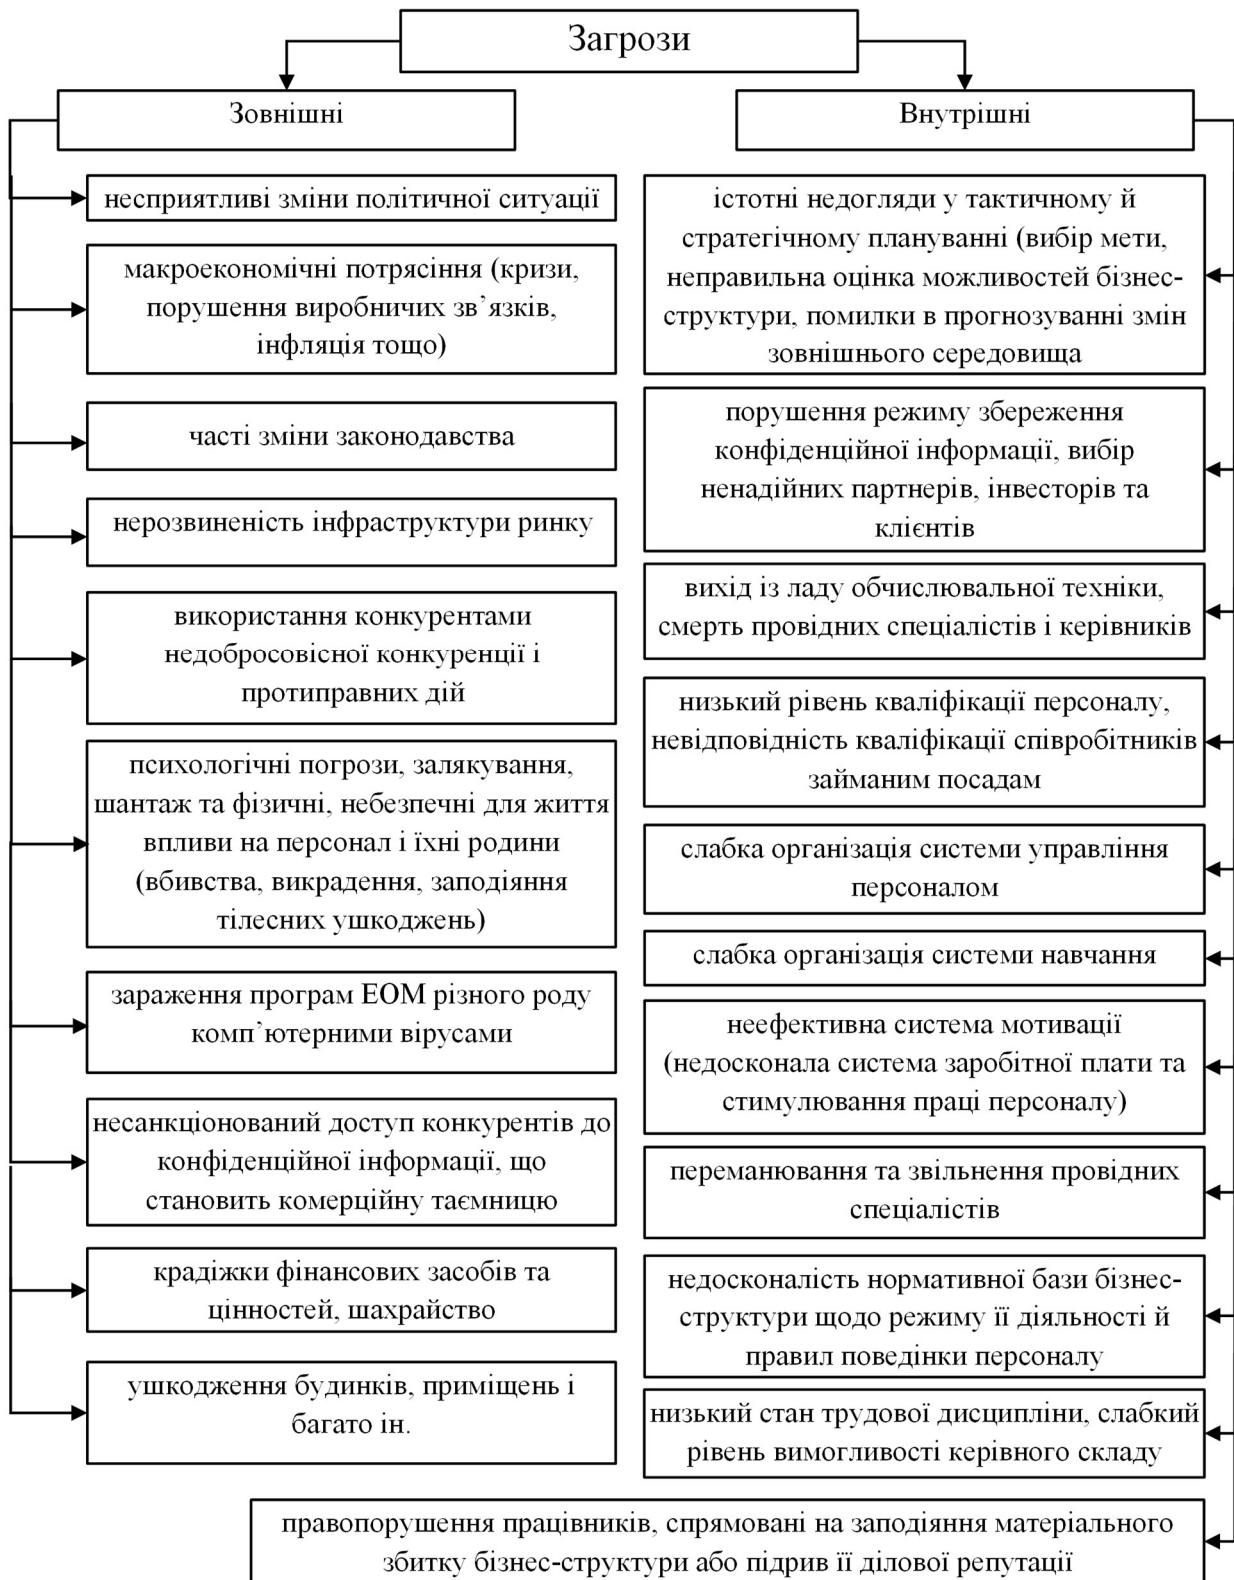 Загрози
Зовнішні
несприятливі зміни політичної ситуації
макроекономічні потрясіння (кризи,
порушення виробничих зв’язків,
інфляція тощо)
часті зміни законодавства
нерозвиненість інфраструктури ринку
використання конкурентами
недобросовісної конкуренції і
протиправних дій
психологічні погрози, залякування,
шантаж та фізичні, небезпечні для життя
впливи на персонал і їхні родини
(вбивства, викрадення, заподіяння
тілесних ушкоджень)
зараження програм ЕОМ різного роду
комп’ютерними вірусами
несанкціонований доступ конкурентів до
конфіденційної інформації, що
становить комерційну таємницю
крадіжки фінансових засобів та
цінностей, шахрайство
ушкодження будинків, приміщень і
багато ін.
Внутрішні
істотні недогляди у тактичному й
стратегічному плануванні (вибір мети,
неправильна оцінка можливостей бізнес-
структури, помилки в прогнозуванні змін
зовнішнього середовища
порушення режиму збереження
конфіденційної інформації, вибір
ненадійних партнерів, інвесторів та
клієнтів
вихід із ладу обчислювальної техніки,
смерть провідних спеціалістів і керівників
низький рівень кваліфікації персоналу,
невідповідність кваліфікації співробітників
займаним посадам
слабка організація системи управління
персоналом
слабка організація системи навчання
неефективна система мотивації
(недосконала система заробітної плати та
стимулювання праці персоналу)
переманювання та звільнення провідних
спеціалістів
недосконалість нормативної бази бізнес-
структури щодо режиму її діяльності й
правил поведінки персоналу
низький стан трудової дисципліни, слабкий
рівень вимогливості керівного складу
правопорушення працівників, спрямовані на заподіяння матеріального
збитку бізнес-структури або підрив її ділової репутації